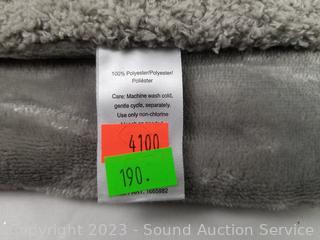 100% Polyester/Polyester/
Poliéster
Care: Machine wash cold,
gentle cycle, separately.
Use only non-chlorine
4100
190.
1665882
Copyright 2023 - Sound Auction Service